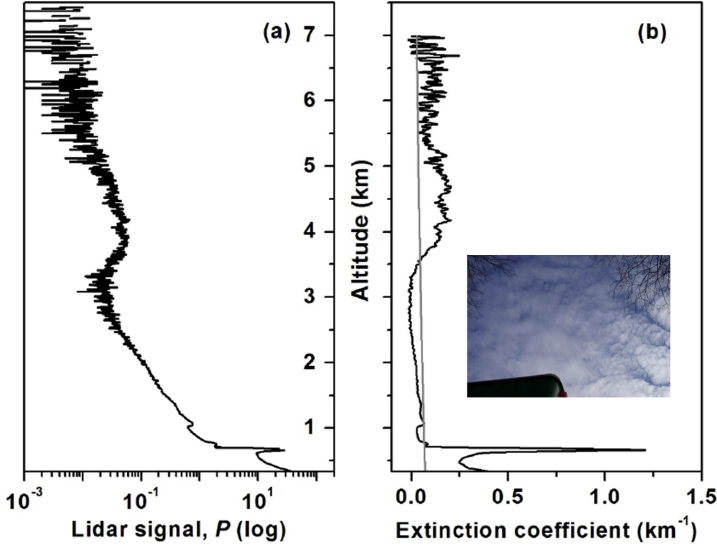 (a)
(b)
7
6
5
4
3
2
1
Altitude (km)
10⁻³ 10⁻¹ 10¹
0.0 0.5 1.0 1.5
Lidar signal, P (log)
Extinction coefficient (km⁻¹)